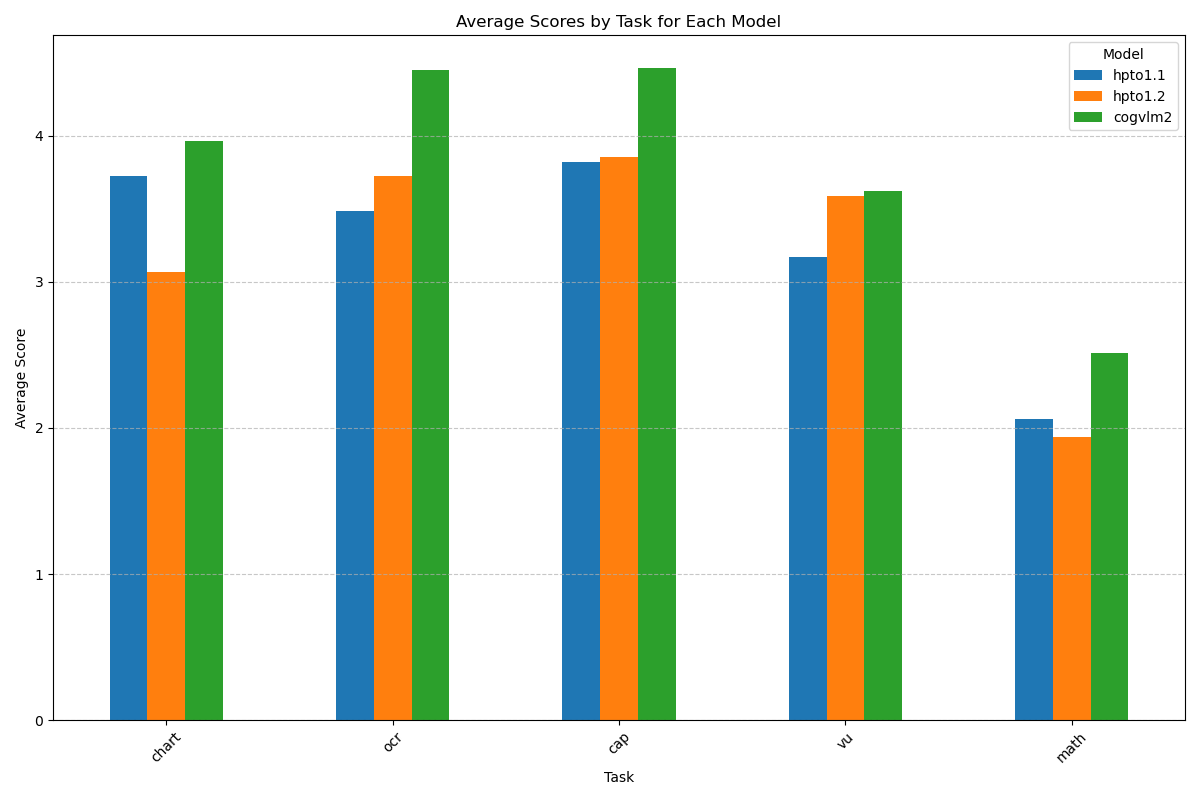 Average Scores by Task for Each Model
Model
hpto1.1
hpto1.2
cogvlm2
Average Score
4
3
2
1
0
chart
ocr
cap
vu
math
Task